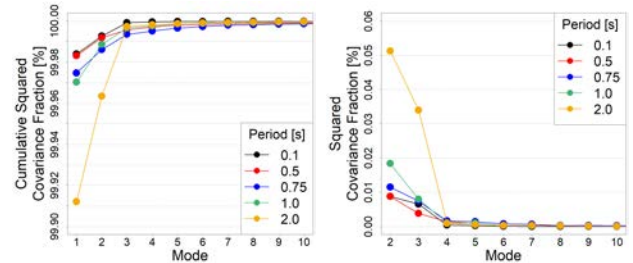 Cumulative Squared
Covariance Fraction [%]
100.00
99.98
99.96
99.94
99.92
99.90
Period [s]
0.1
0.5
0.75
1.0
2.0
1 2 3 4 5 6 7 8 9 10
Mode
Squared
Covariance Fraction [%]
0.06
0.05
0.04
0.03
0.02
0.01
0.00
Period [s]
0.1
0.5
0.75
1.0
2.0
2 3 4 5 6 7 8 9 10
Mode